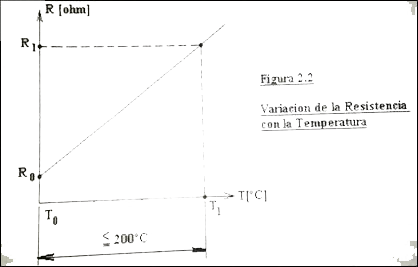 R [ohm]
R1
Figura 2.2
Variacion de la Resistencia
con la Temperatura
R0
T0
T1
T[°C]
≤ 200°C